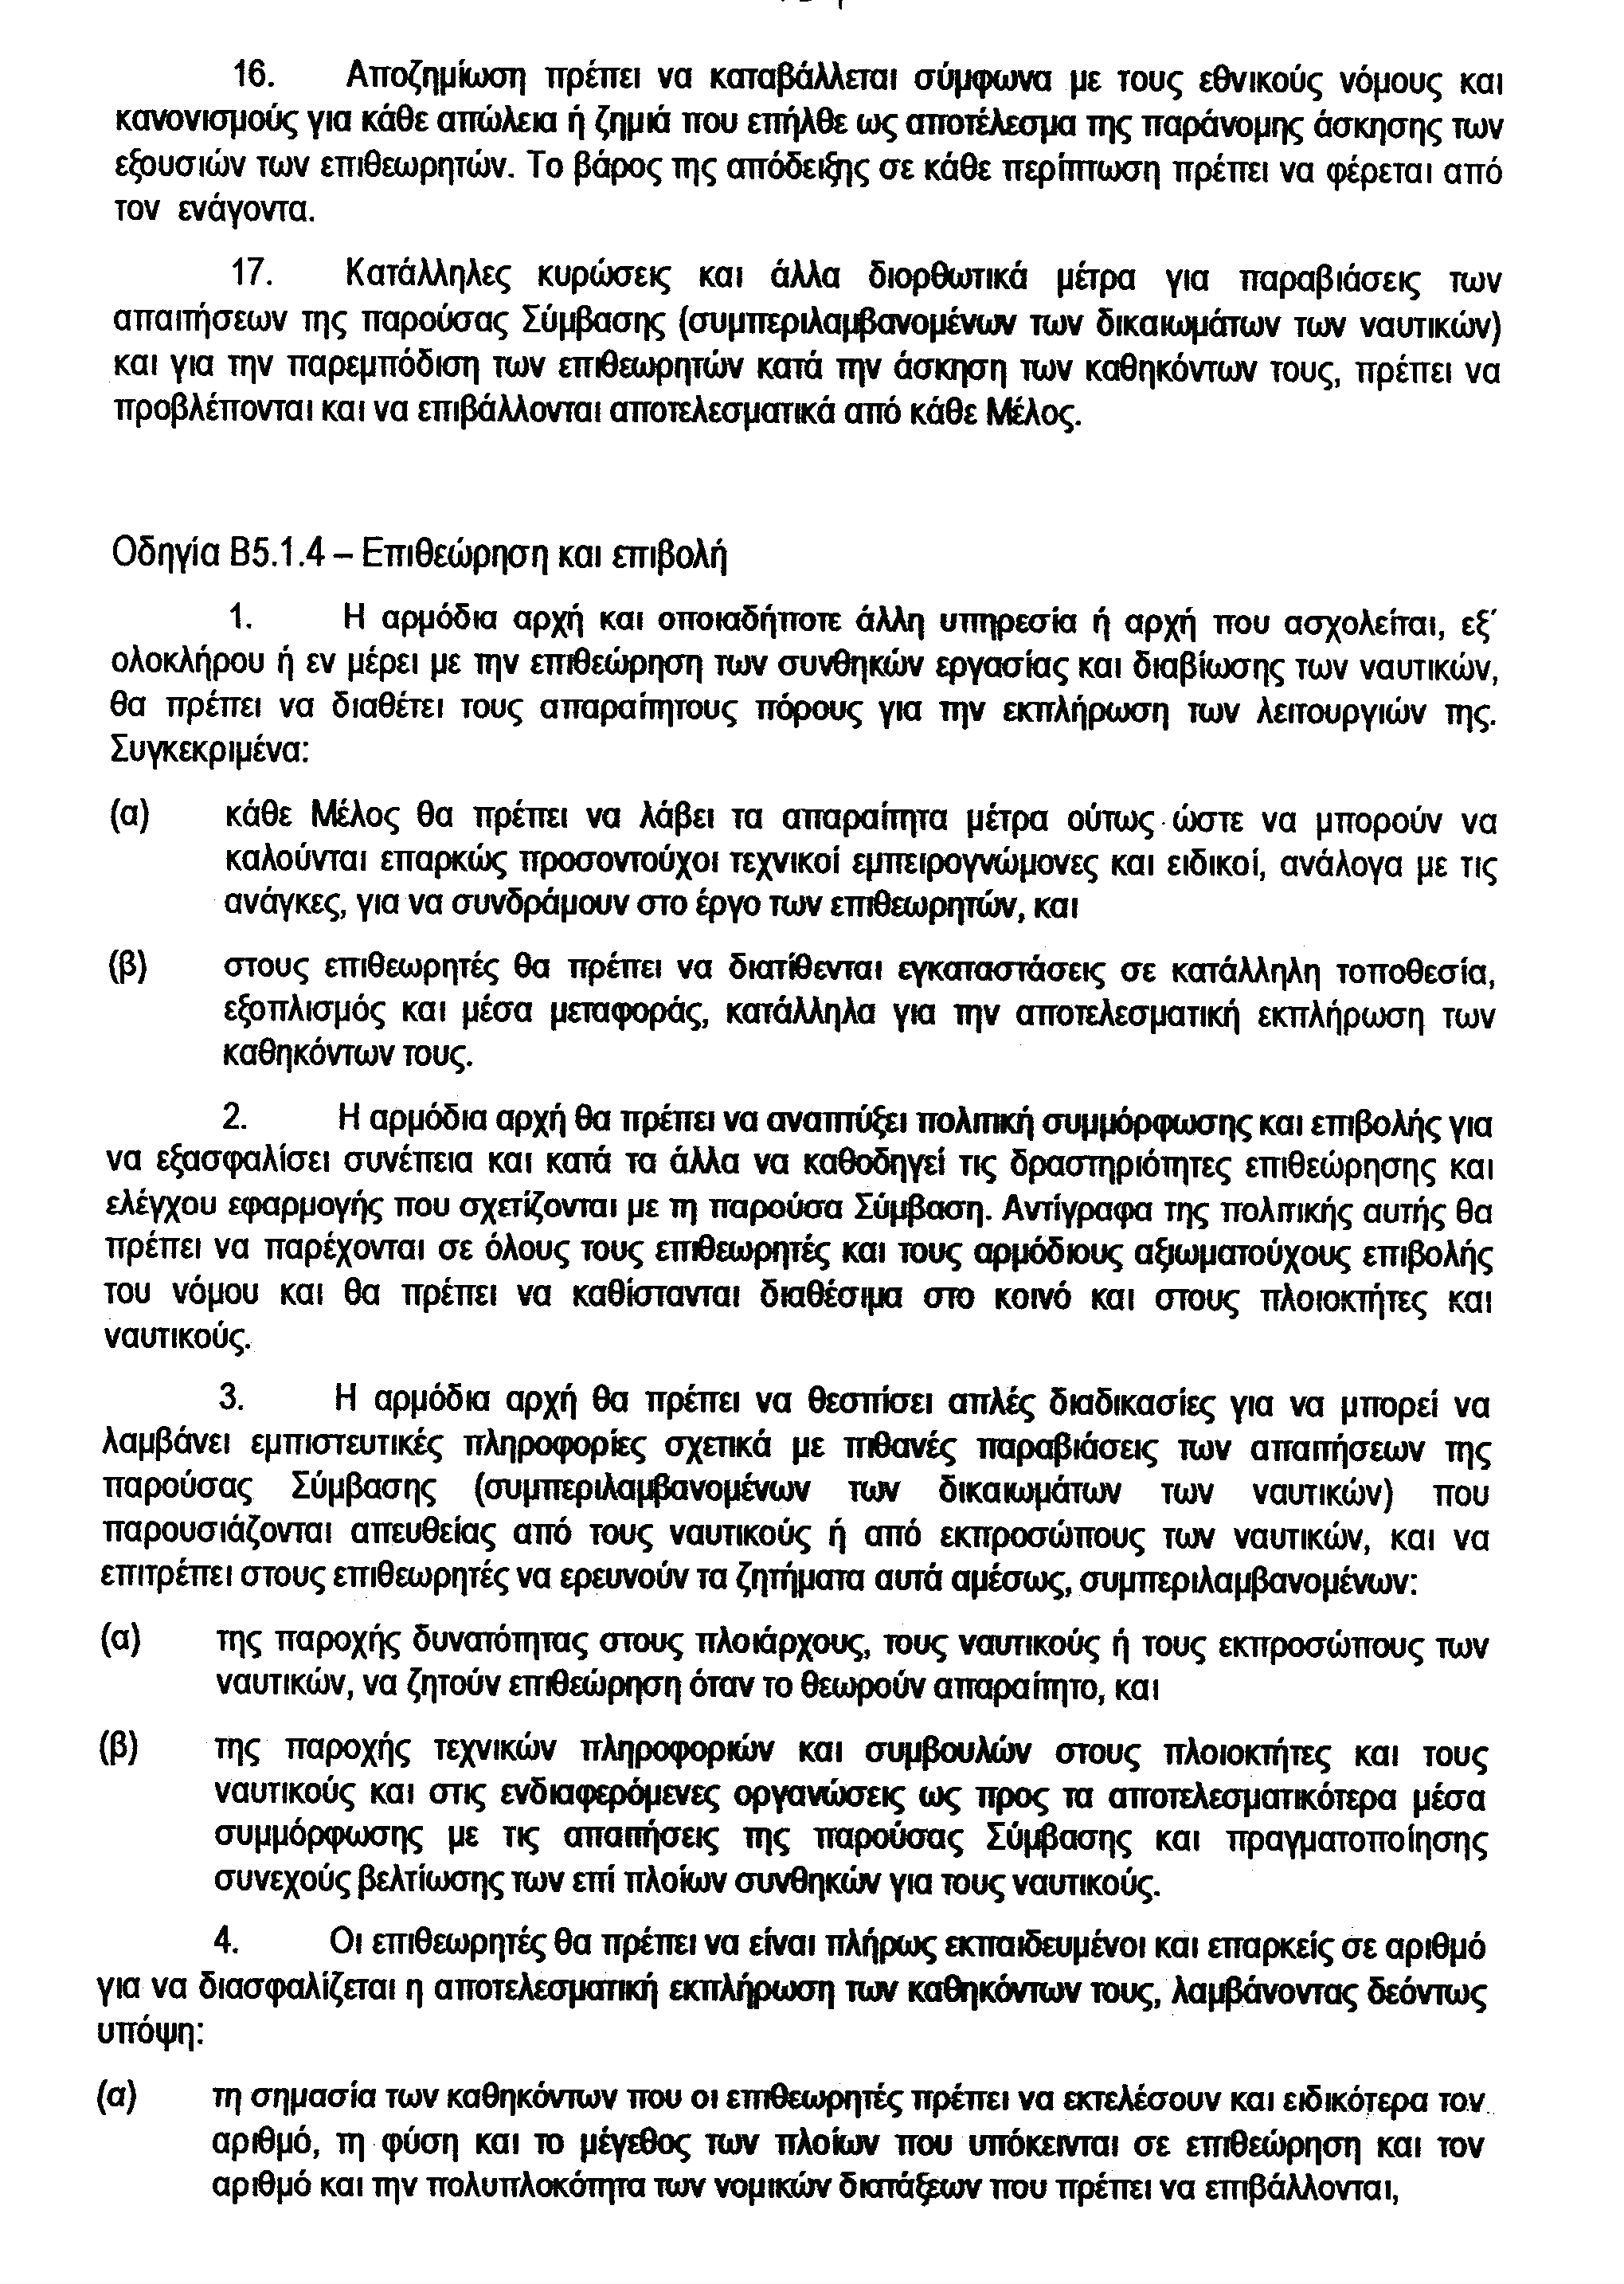 16. Αποζημίωση πρέπει να καταβάλλεται σύμφωνα με τους εθνικούς νόμους και
κανονισμούς για κάθε απώλεια ή ζημιά που επήλθε ως αποτέλεσμα της παράνομης άσκησης των
εξουσιών των επιθεωρητών. Το βάρος της απόδειξης σε κάθε περίπτωση πρέπει να φέρεται από
τον ενάγοντα.
17. Κατάλληλες κυρώσεις και άλλα διορθωτικά μέτρα για παραβιάσεις των
απαιτήσεων της παρούσας Σύμβασης (συμπεριλαμβανομένων των δικαιωμάτων των ναυτικών)
και για την παρεμπόδιση των επιθεωρητών κατά την άσκηση των καθηκόντων τους, πρέπει να
προβλέπονται και να επιβάλλονται αποτελεσματικά από κάθε Μέλος.
Οδηγία Β5.1.4 – Επιθεώρηση και επιβολή
1. Η αρμόδια αρχή και οποιαδήποτε άλλη υπηρεσία ή αρχή που ασχολείται, εξ΄
ολοκλήρου ή εν μέρει με την επιθεώρηση των συνθηκών εργασίας και διαβίωσης των ναυτικών,
θα πρέπει να διαθέτει τους απαραίτητους πόρους για την εκπλήρωση των λειτουργιών της.
Συγκεκριμένα:
(α) κάθε Μέλος θα πρέπει να λάβει τα απαραίτητα μέτρα ούτως ώστε να μπορούν να
καλούνται επαρκώς προσοντούχοι τεχνικοί εμπειρογνώμονες και ειδικοί, ανάλογα με τις
ανάγκες, για να συνδράμουν στο έργο των επιθεωρητών, και
(β) στους επιθεωρητές θα πρέπει να διατίθενται εγκαταστάσεις σε κατάλληλη τοποθεσία,
εξοπλισμός και μέσα μεταφοράς, κατάλληλα για την αποτελεσματική εκπλήρωση των
καθηκόντων τους.
2. Η αρμόδια αρχή θα πρέπει να αναπτύξει πολιτική συμμόρφωσης και επιβολής για
να εξασφαλίσει συνέπεια και κατά τα άλλα να καθοδηγεί τις δραστηριότητες επιθεώρησης και
ελέγχου εφαρμογής που σχετίζονται με τη παρούσα Σύμβαση. Αντίγραφα της πολιτικής αυτής θα
πρέπει να παρέχονται σε όλους τους επιθεωρητές και τους αρμόδιους αξιωματούχους επιβολής
του νόμου και θα πρέπει να καθίστανται διαθέσιμα στο κοινό και στους πλοιοκτήτες και
ναυτικούς.
3. Η αρμόδια αρχή θα πρέπει να θεσπίσει απλές διαδικασίες για να μπορεί να
λαμβάνει εμπιστευτικές πληροφορίες σχετικά με πιθανές παραβιάσεις των απαιτήσεων της
παρούσας Σύμβασης (συμπεριλαμβανομένων των δικαιωμάτων των ναυτικών) που
παρουσιάζονται απευθείας από τους ναυτικούς ή από εκπροσώπους των ναυτικών, και να
επιτρέπει στους επιθεωρητές να ερευνούν τα ζητήματα αυτά αμέσως, συμπεριλαμβανομένων:
(α) της παροχής δυνατότητας στους πλοιάρχους, τους ναυτικούς ή τους εκπροσώπους των
ναυτικών, να ζητούν επιθεώρηση όταν το θεωρούν απαραίτητο, και
(β) της παροχής τεχνικών πληροφοριών και συμβουλών στους πλοιοκτήτες και τους
ναυτικούς και στις ενδιαφερόμενες οργανώσεις ως προς τα αποτελεσματικότερα μέσα
συμμόρφωσης με τις απαιτήσεις της παρούσας Σύμβασης και πραγματοποίησης
συνεχούς βελτίωσης των επί πλοίων συνθηκών για τους ναυτικούς.
4. Οι επιθεωρητές θα πρέπει να είναι πλήρως εκπαιδευμένοι και επαρκείς σε αριθμό
για να διασφαλίζεται η αποτελεσματική εκπλήρωση των καθηκόντων τους, λαμβάνοντας δεόντως
υπόψη:
(α) τη σημασία των καθηκόντων που οι επιθεωρητές πρέπει να εκτελέσουν και ειδικότερα τον
αριθμό, τη φύση και το μέγεθος των πλοίων που υπόκεινται σε επιθεώρηση και τον
αριθμό και την πολυπλοκότητα των νομικών διατάξεων που πρέπει να επιβάλλονται,